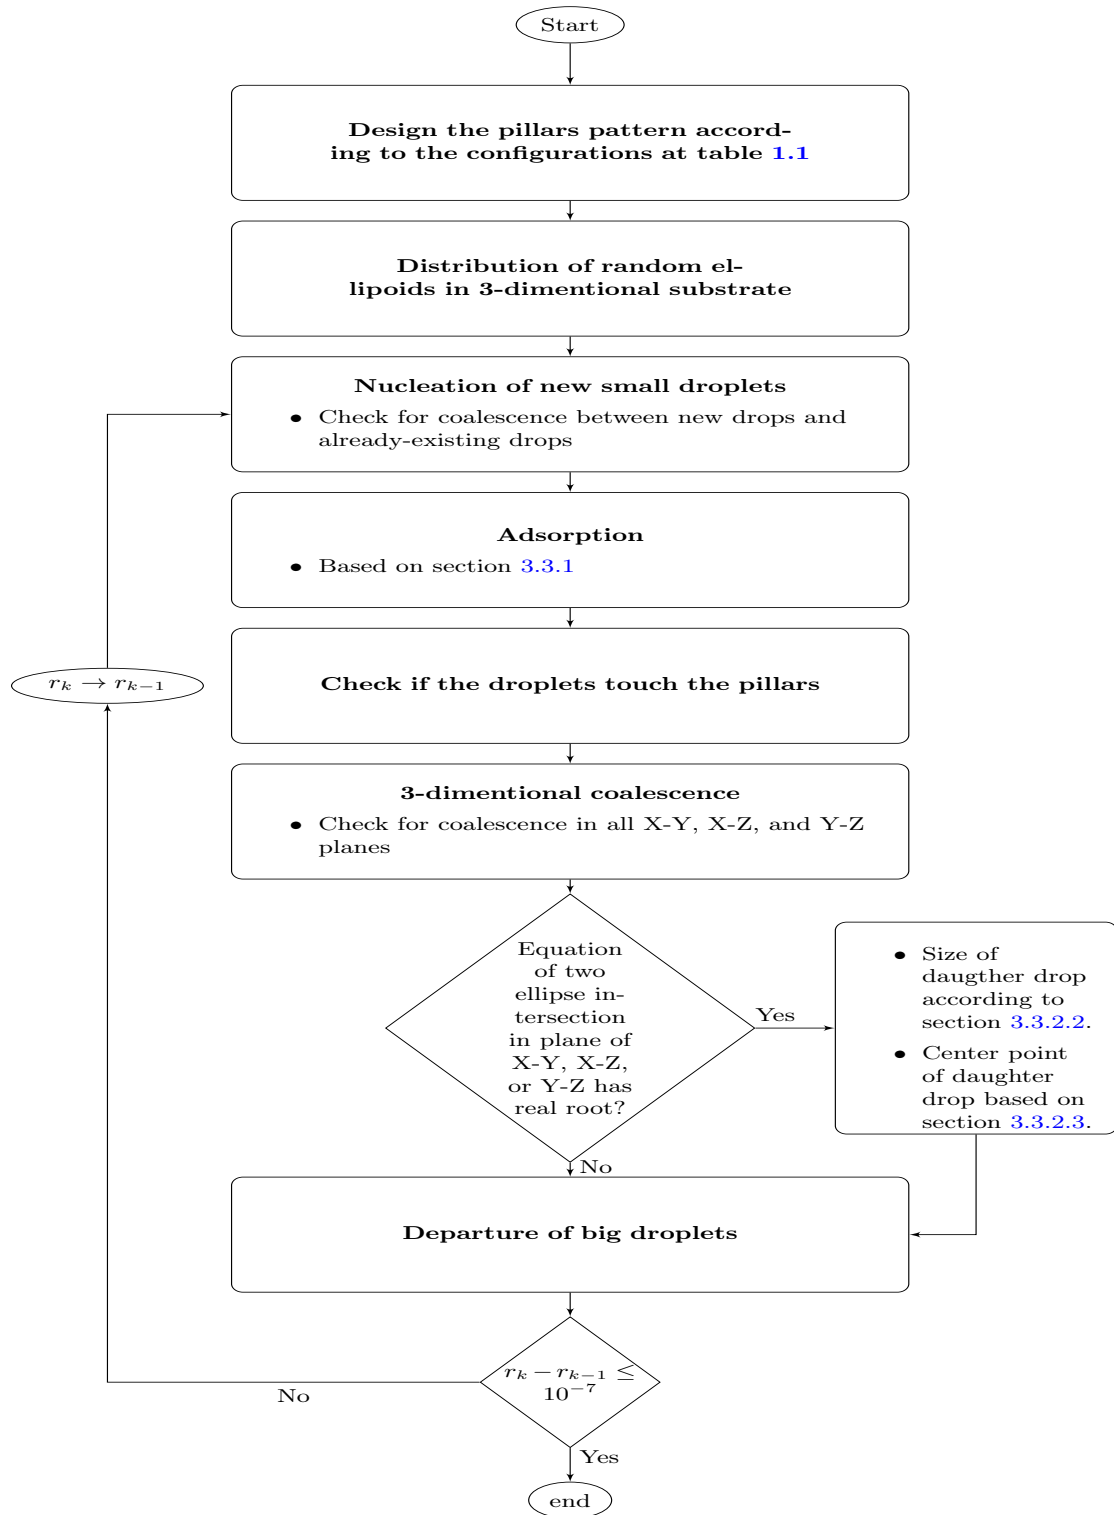 Start
Design the pillars pattern accord-
ing to the configurations at table 1.1
Distribution of random el-
lipoids in 3-dimentional substrate
Nucleation of new small droplets
• Check for coalescence between new drops and
already-existing drops
Adsorption
• Based on section 3.3.1
r_k → r_{k−1}
Check if the droplets touch the pillars
3-dimentional coalescence
• Check for coalescence in all X-Y, X-Z, and Y-Z
planes
Equation
of two
ellipse in-
tersection
in plane of
X-Y, X-Z,
or Y-Z has
real root?
Yes
• Size of
daugther drop
according to
section 3.3.2.2.
• Center point
of daughter
drop based on
section 3.3.2.3.
No
Departure of big droplets
r_k − r_{k−1} ≤
10^{−7}
No
Yes
end